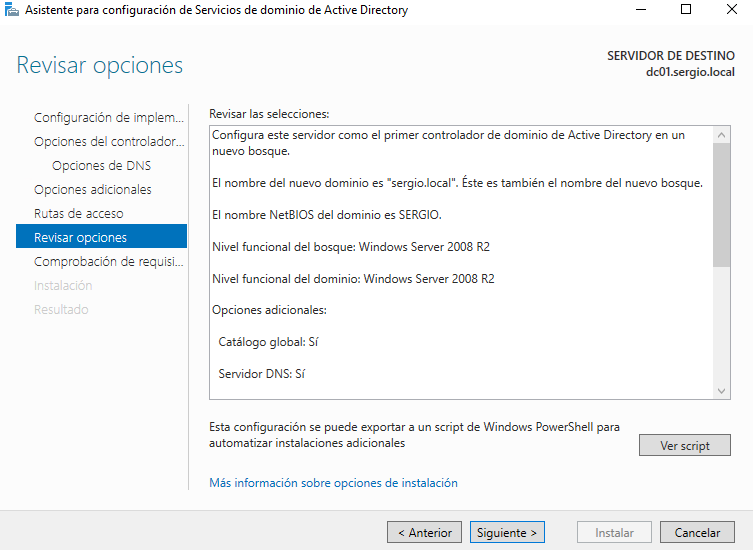 Asistente para configuración de Servicios de dominio de Active Directory
Revisar opciones
SERVIDOR DE DESTINO
dc01.sergio.local
Configuración de implem...
Opciones del controlador...
Opciones de DNS
Opciones adicionales
Rutas de acceso
Revisar opciones
Comprobación de requisi...
Instalación
Resultado
Revisar las selecciones:
Configura este servidor como el primer controlador de dominio de Active Directory en un
nuevo bosque.
El nombre del nuevo dominio es "sergio.local". Éste es también el nombre del nuevo bosque.
El nombre NetBIOS del dominio es SERGIO.
Nivel funcional del bosque: Windows Server 2008 R2
Nivel funcional del dominio: Windows Server 2008 R2
Opciones adicionales:
Catálogo global: Sí
Servidor DNS: Sí
Esta configuración se puede exportar a un script de Windows PowerShell para
automatizar instalaciones adicionales
Ver script
Más información sobre opciones de instalación
< Anterior
Siguiente >
Instalar
Cancelar